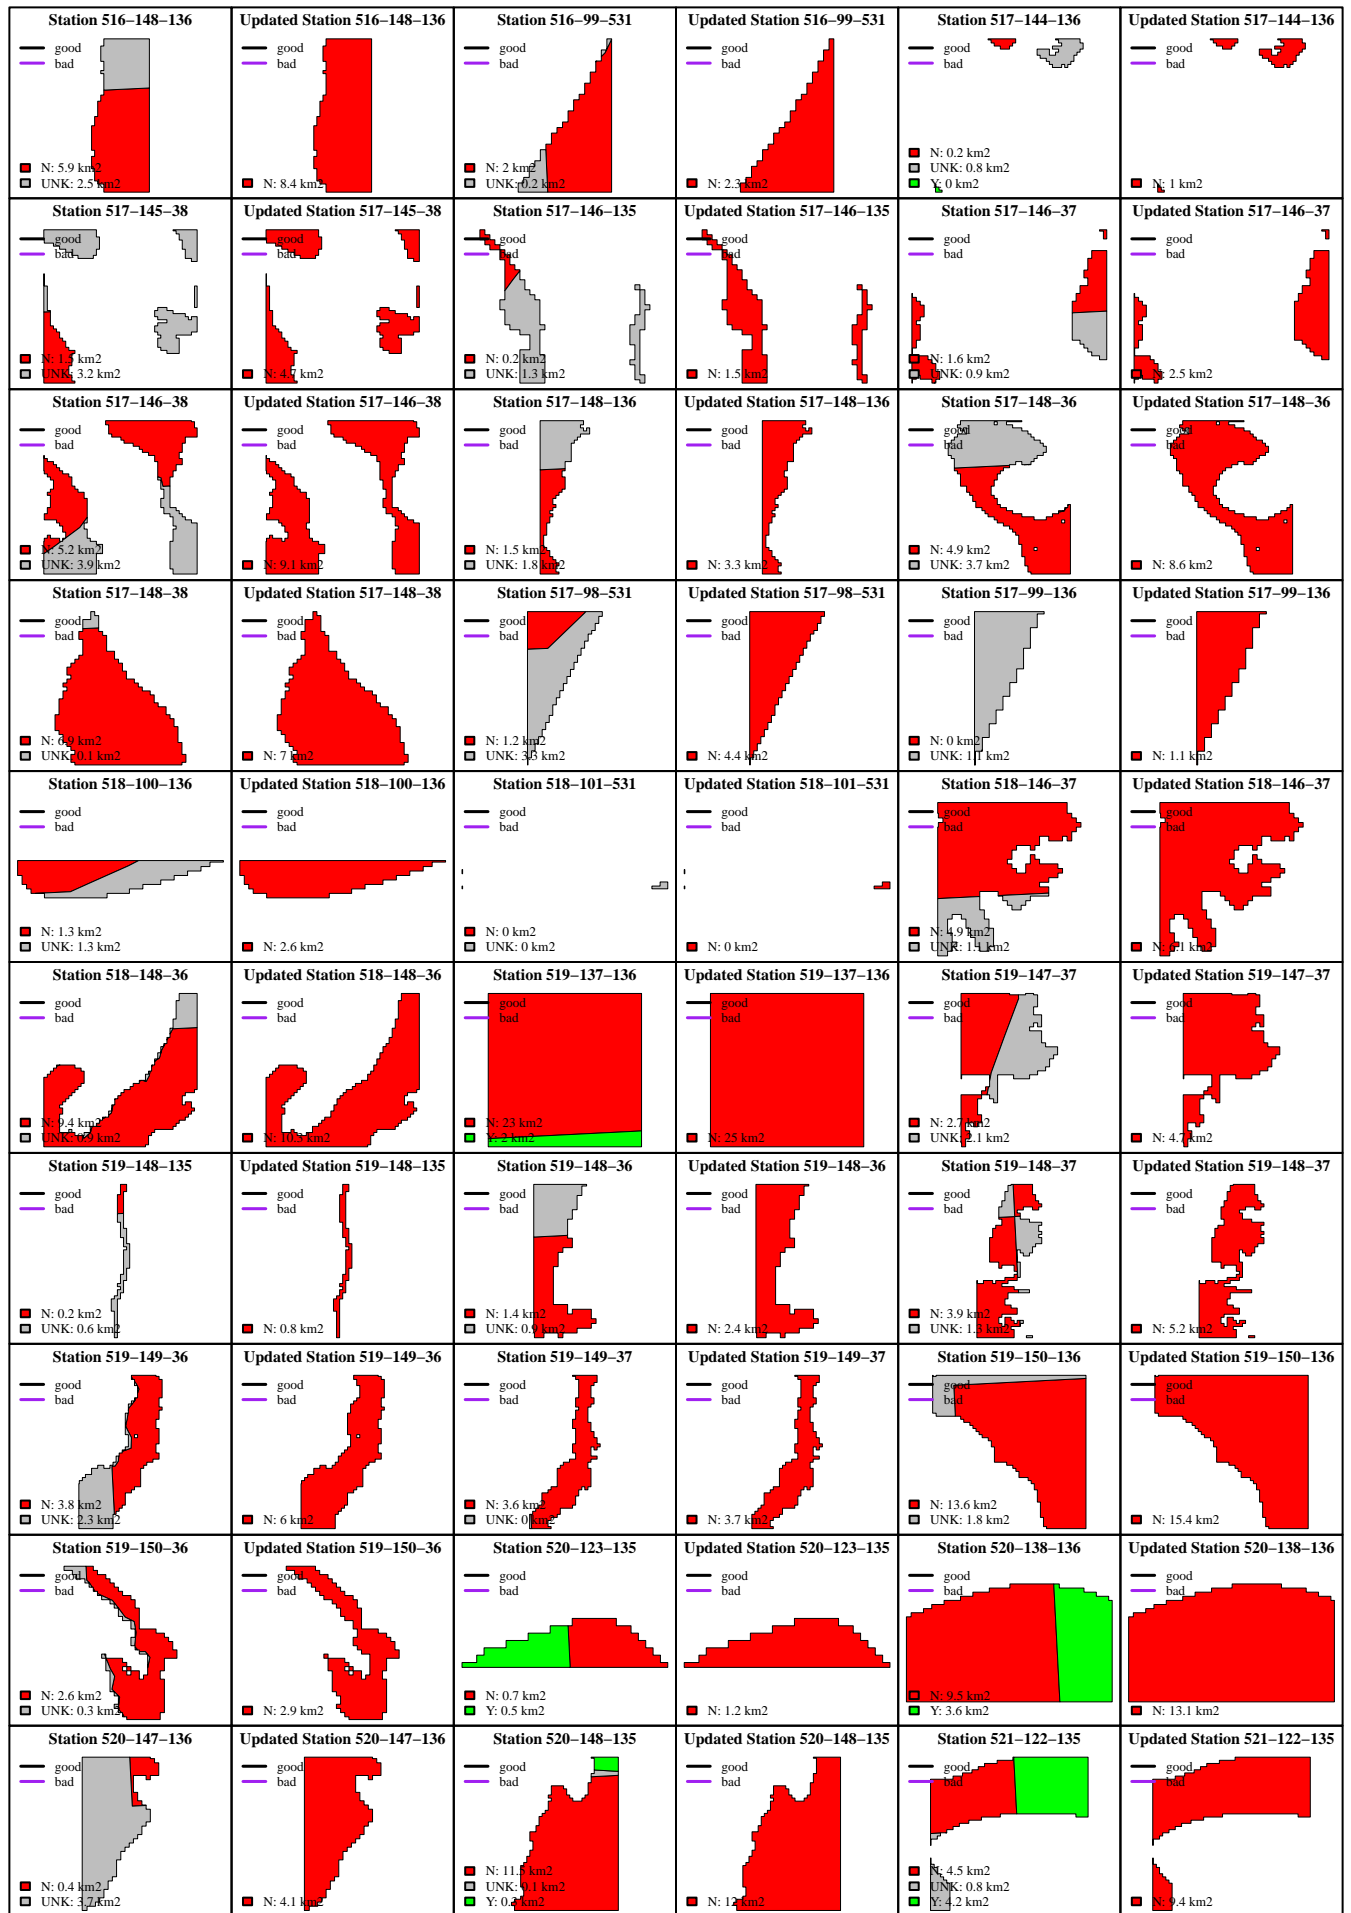 Station 516−148−136
good
bad
N: 5.9 km2
UNK: 2.5 km2
Updated Station 516−148−136
good
bad
N: 8.4 km2
Station 516−99−531
good
bad
N: 2 km2
UNK: 0.2 km2
Updated Station 516−99−531
good
bad
N: 2.3 km2
Station 517−144−136
good
bad
N: 0.2 km2
UNK: 0.8 km2
Y: 0 km2
Updated Station 517−144−136
good
bad
N: 1 km2
Station 517−145−38
good
bad
N: 1.5 km2
UNK: 3.2 km2
Updated Station 517−145−38
good
bad
N: 4.7 km2
Station 517−146−135
good
bad
N: 0.2 km2
UNK: 1.3 km2
Updated Station 517−146−135
good
bad
N: 1.5 km2
Station 517−146−37
good
bad
N: 1.6 km2
UNK: 0.9 km2
Updated Station 517−146−37
good
bad
N: 2.5 km2
Station 517−146−38
good
bad
N: 5.2 km2
UNK: 3.9 km2
Updated Station 517−146−38
good
bad
N: 9.1 km2
Station 517−148−136
good
bad
N: 1.5 km2
UNK: 1.8 km2
Updated Station 517−148−136
good
bad
N: 3.3 km2
Station 517−148−36
good
bad
N: 4.9 km2
UNK: 3.7 km2
Updated Station 517−148−36
good
bad
N: 8.6 km2
Station 517−148−38
good
bad
N: 6.9 km2
UNK: 0.1 km2
Updated Station 517−148−38
good
bad
N: 7 km2
Station 517−98−531
good
bad
N: 1.2 km2
UNK: 3.3 km2
Updated Station 517−98−531
good
bad
N: 4.4 km2
Station 517−99−136
good
bad
N: 0 km2
UNK: 1.1 km2
Updated Station 517−99−136
good
bad
N: 1.1 km2
Station 518−100−136
good
bad
N: 1.3 km2
UNK: 1.3 km2
Updated Station 518−100−136
good
bad
N: 2.6 km2
Station 518−101−531
good
bad
N: 0 km2
UNK: 0 km2
Updated Station 518−101−531
good
bad
N: 0 km2
Station 518−146−37
good
bad
N: 4.9 km2
UNK: 1.1 km2
Updated Station 518−146−37
good
bad
N: 6.1 km2
Station 518−148−36
good
bad
N: 9.4 km2
UNK: 0.9 km2
Updated Station 518−148−36
good
bad
N: 10.3 km2
Station 519−137−136
good
bad
N: 23 km2
Y: 2 km2
Updated Station 519−137−136
good
bad
N: 25 km2
Station 519−147−37
good
bad
N: 2.7 km2
UNK: 2.1 km2
Updated Station 519−147−37
good
bad
N: 4.7 km2
Station 519−148−135
good
bad
N: 0.2 km2
UNK: 0.6 km2
Updated Station 519−148−135
good
bad
N: 0.8 km2
Station 519−148−36
good
bad
N: 1.4 km2
UNK: 0.9 km2
Updated Station 519−148−36
good
bad
N: 2.4 km2
Station 519−148−37
good
bad
N: 3.9 km2
UNK: 1.3 km2
Updated Station 519−148−37
good
bad
N: 5.2 km2
Station 519−149−36
good
bad
N: 3.8 km2
UNK: 2.3 km2
Updated Station 519−149−36
good
bad
N: 6 km2
Station 519−149−37
good
bad
N: 3.6 km2
UNK: 0 km2
Updated Station 519−149−37
good
bad
N: 3.7 km2
Station 519−150−136
good
bad
N: 13.6 km2
UNK: 1.8 km2
Updated Station 519−150−136
good
bad
N: 15.4 km2
Station 519−150−36
good
bad
N: 2.6 km2
UNK: 0.3 km2
Updated Station 519−150−36
good
bad
N: 2.9 km2
Station 520−123−135
good
bad
N: 0.7 km2
Y: 0.5 km2
Updated Station 520−123−135
good
bad
N: 1.2 km2
Station 520−138−136
good
bad
N: 9.5 km2
Y: 3.6 km2
Updated Station 520−138−136
good
bad
N: 13.1 km2
Station 520−147−136
good
bad
N: 0.4 km2
UNK: 3.7 km2
Updated Station 520−147−136
good
bad
N: 4.1 km2
Station 520−148−135
good
bad
N: 11.5 km2
UNK: 0.1 km2
Y: 0.3 km2
Updated Station 520−148−135
good
bad
N: 12 km2
Station 521−122−135
good
bad
N: 4.5 km2
UNK: 0.8 km2
Y: 4.2 km2
Updated Station 521−122−135
good
bad
N: 9.4 km2